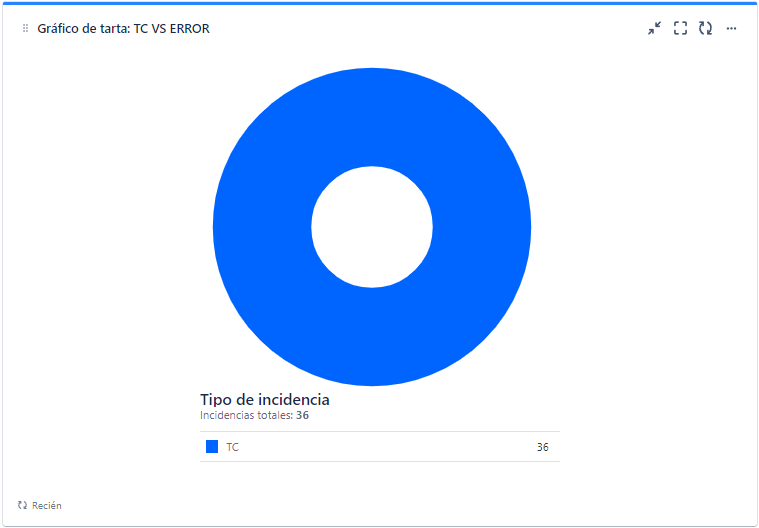 Gráfico de tarta: TC VS ERROR
Tipo de incidencia
Incidencias totales: 36
TC 36
Recién